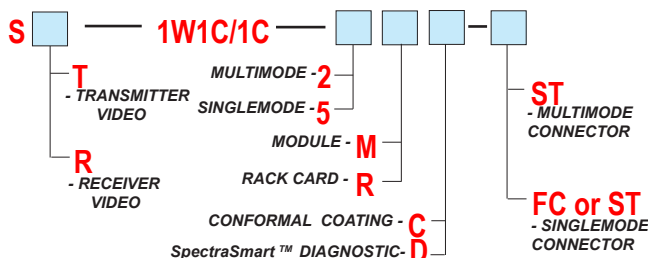 S — 1W1C/1C — -
T
- TRANSMITTER
VIDEO
R
- RECEIVER
VIDEO
MULTIMODE - 2
SINGLEMODE - 5
MODULE - M
RACK CARD - R
CONFORMAL COATING - C
SpectraSmart ™ DIAGNOSTIC- D
ST
- MULTIMODE
CONNECTOR
FC or ST
- SINGLEMODE
CONNECTOR